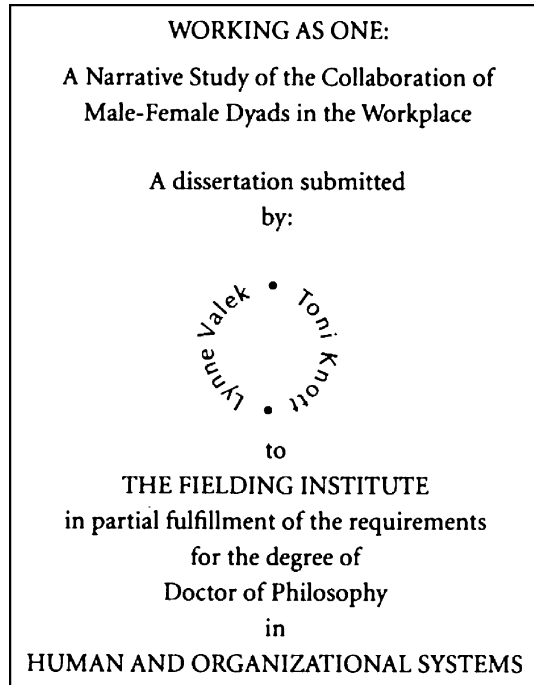 WORKING AS ONE:
A Narrative Study of the Collaboration of
Male-Female Dyads in the Workplace
A dissertation submitted
by:
Lynne Valek • Toni Knott •
to
THE FIELDING INSTITUTE
in partial fulfillment of the requirements
for the degree of
Doctor of Philosophy
in
HUMAN AND ORGANIZATIONAL SYSTEMS